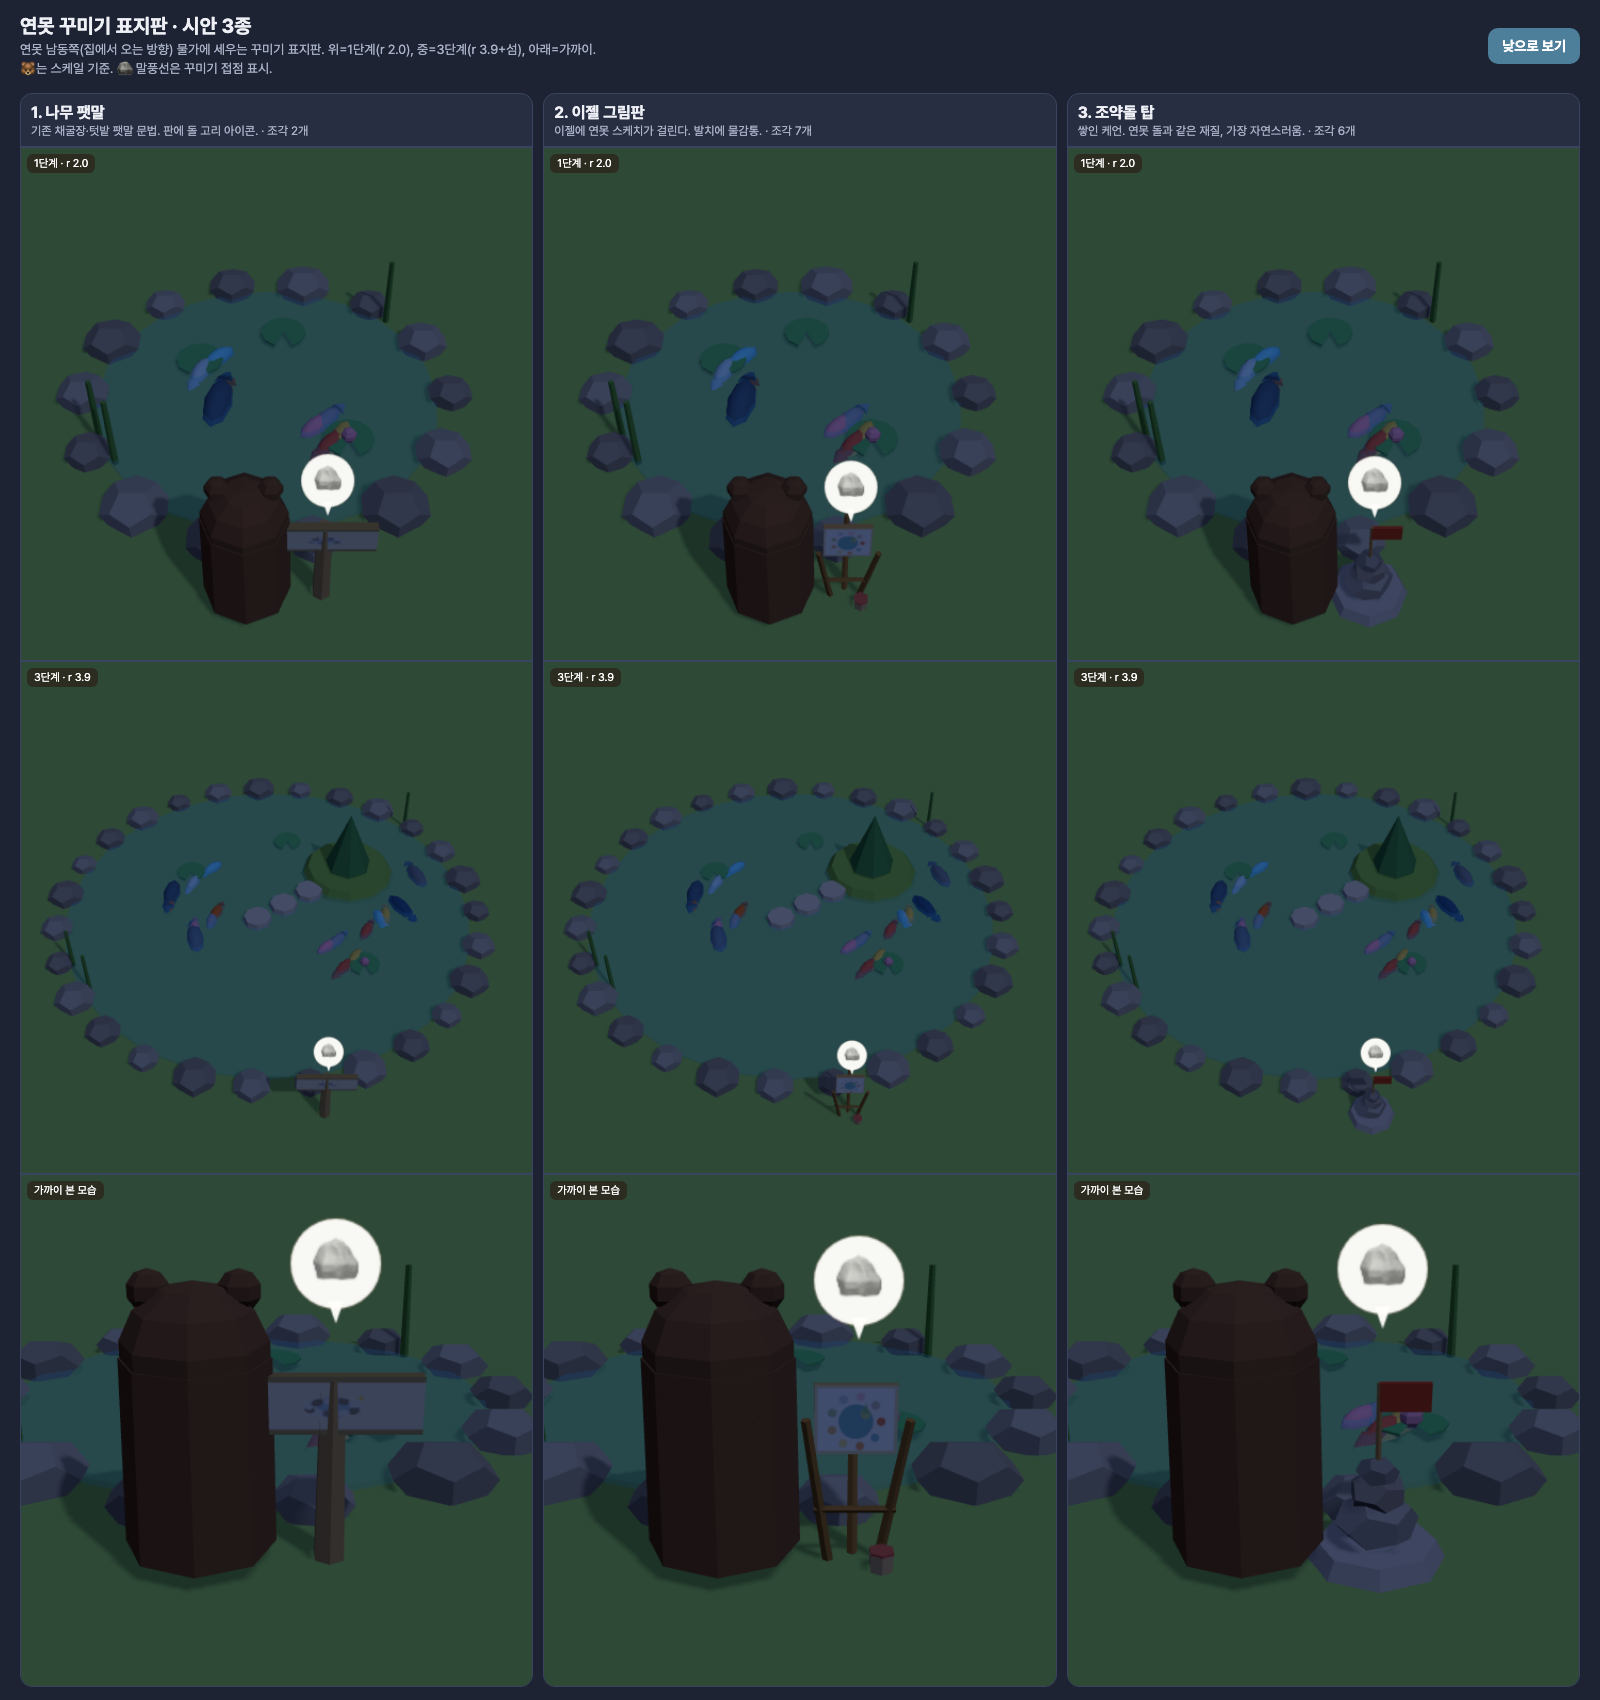 연못 꾸미기 표지판 · 시안 3종
연못 남동쪽(집에서 오는 방향) 물가에 세우는 꾸미기 표지판. 위=1단계(r 2.0), 중=3단계(r 3.9+섬), 아래=가까이.
🐻는 스케일 기준. 🪨 말풍선은 꾸미기 접점 표시.
낮으로 보기
1. 나무 팻말
기존 채굴장·텃밭 팻말 문법. 판에 돌 고리 아이콘. · 조각 2개
1단계 · r 2.0
3단계 · r 3.9
가까이 본 모습
2. 이젤 그림판
이젤에 연못 스케치가 걸린다. 발치에 물감통. · 조각 7개
1단계 · r 2.0
3단계 · r 3.9
가까이 본 모습
3. 조약돌 탑
쌓인 케언. 연못 돌과 같은 재질, 가장 자연스러움. · 조각 6개
1단계 · r 2.0
3단계 · r 3.9
가까이 본 모습